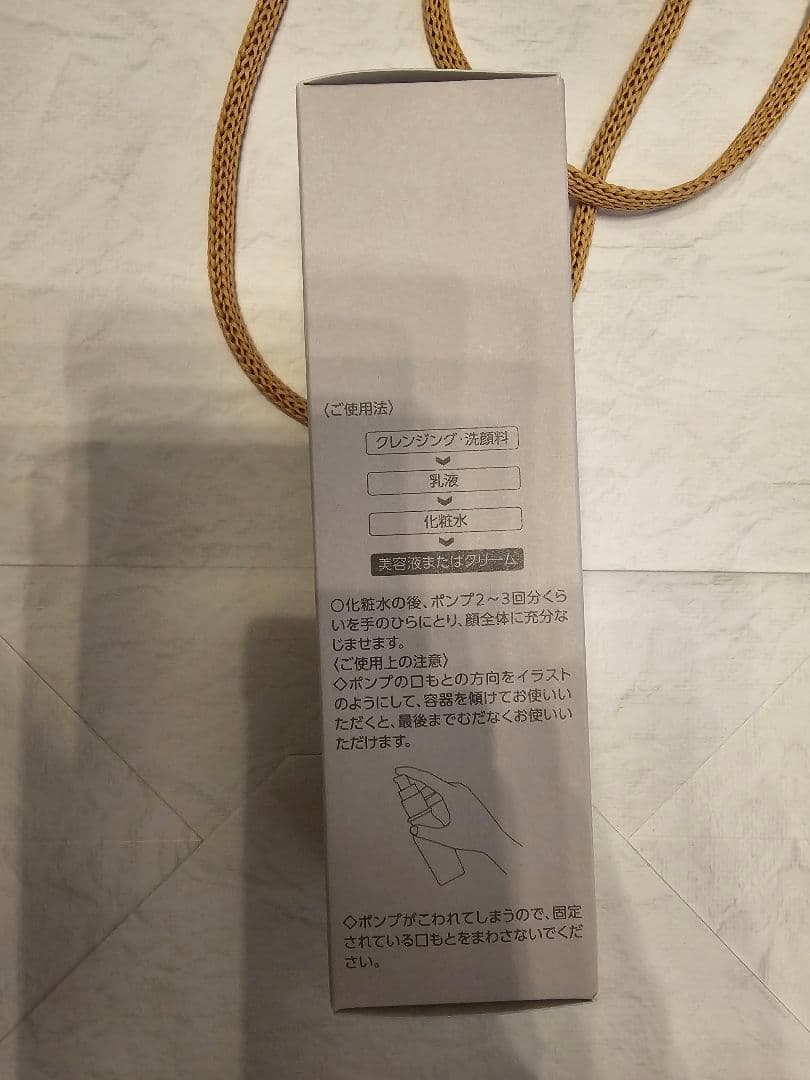 〈ご使用法〉
クレンジング・洗顔料
乳液
化粧水
美容液またはクリーム
○化粧水の後、ポンプ2～3回分くら
いを手のひらにとり、顔全体に充分な
じませます。
〈ご使用上の注意〉
◇ポンプの口もとの方向をイラスト
のようにして、容器を傾けてお使いい
ただくと、最後までむだなくお使いい
ただけます。
◇ポンプがこわれてしまうので、固定
されている口もとをまわさないでくだ
さい。